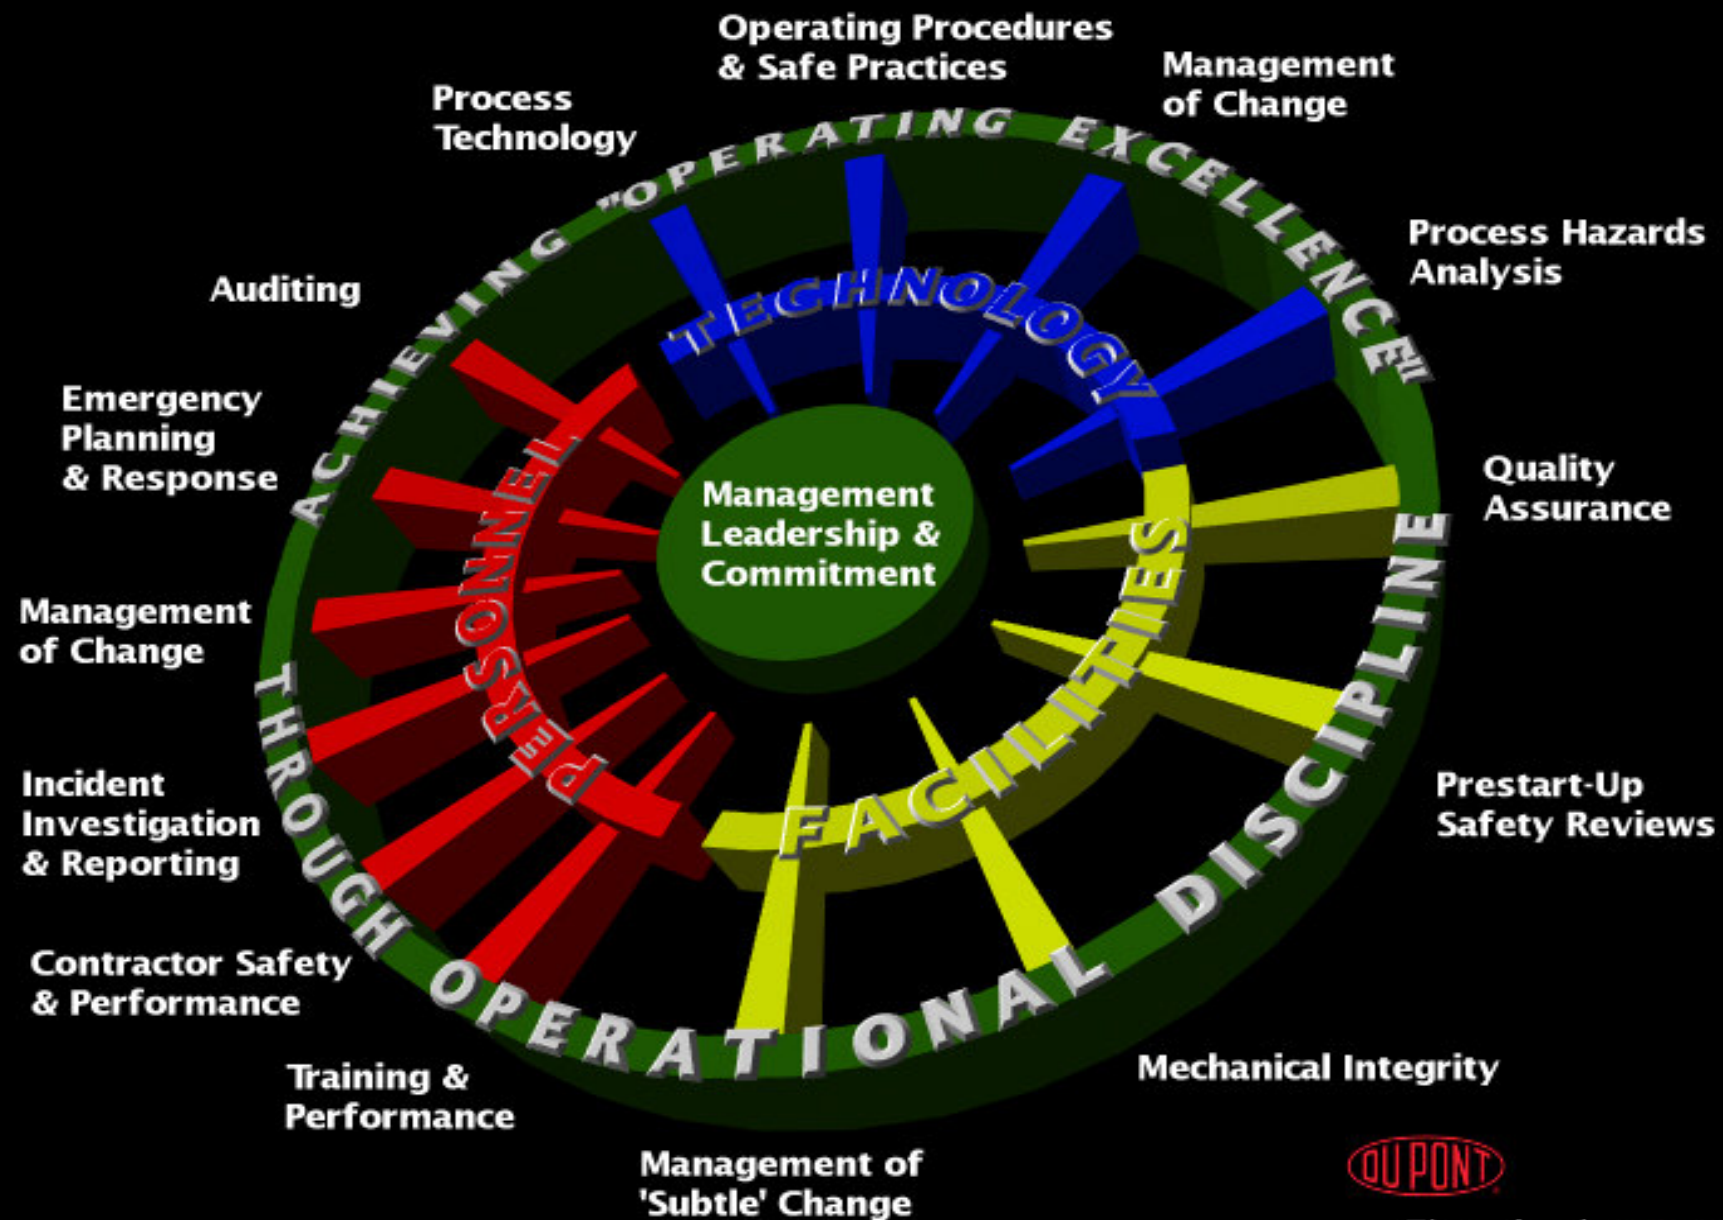 Operating Procedures
& Safe Practices
Management
of Change
Process
Technology
Process Hazards
Analysis
Auditing
Emergency
Planning
& Response
Quality
Assurance
Management
of Change
Incident
Investigation
& Reporting
Prestart-Up
Safety Reviews
Contractor Safety
& Performance
Training &
Performance
Mechanical Integrity
Management of
'Subtle' Change
ACHIEVING "OPERATING EXCELLENCE"
THROUGH OPERATIONAL DISCIPLINE
TECHNOLOGY
PERSONNEL
FACILITIES
Management
Leadership &
Commitment
DU PONT